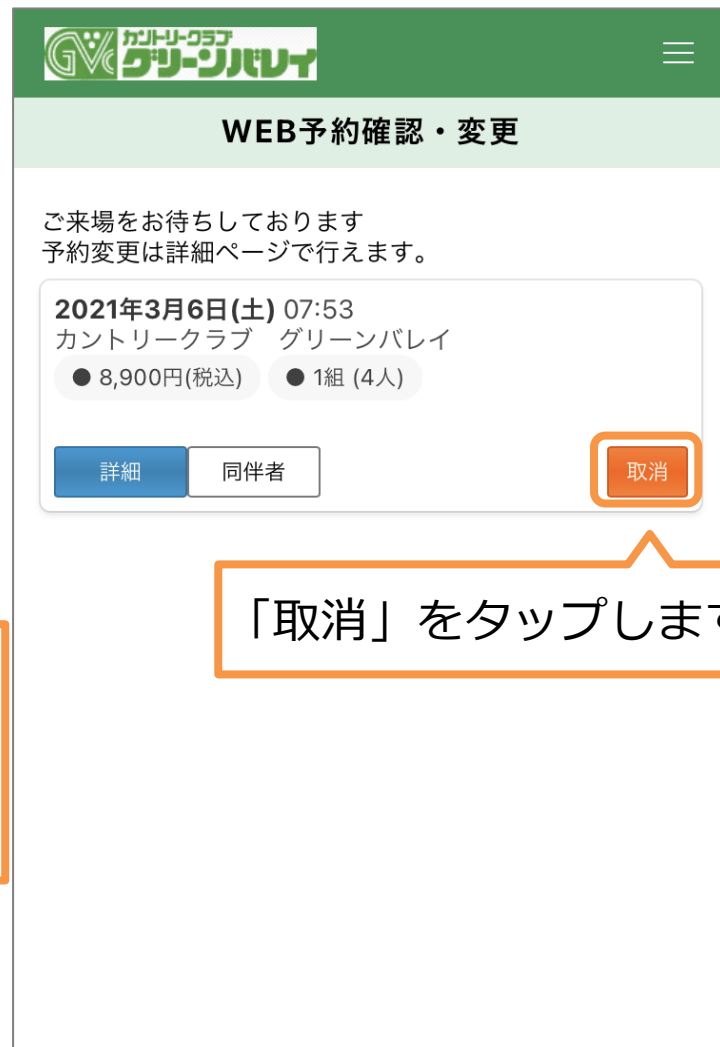 カントリークラブ
GVC グリーンバレイ
WEB予約確認・変更
ご来場をお待ちしております
予約変更は詳細ページで行えます。
2021年3月6日(土) 07:53
カントリークラブ　グリーンバレイ
● 8,900円(税込) ● 1組 (4人)
詳細 同伴者 取消
「取消」をタップします